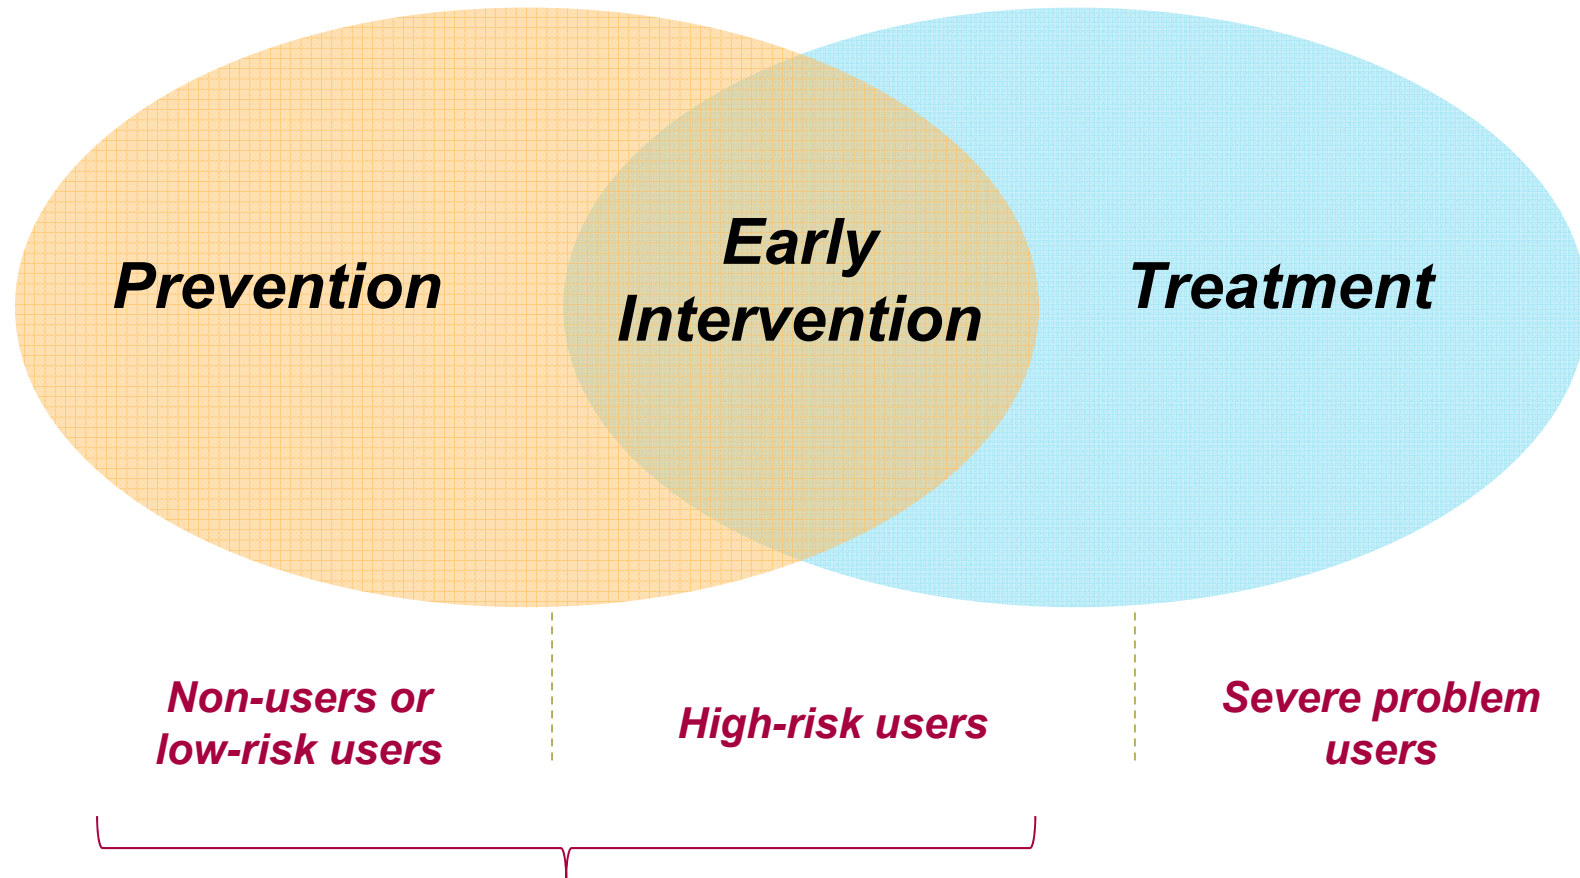 Prevention
Early
Intervention
Treatment
Non-users or
low-risk users
High-risk users
Severe problem
users